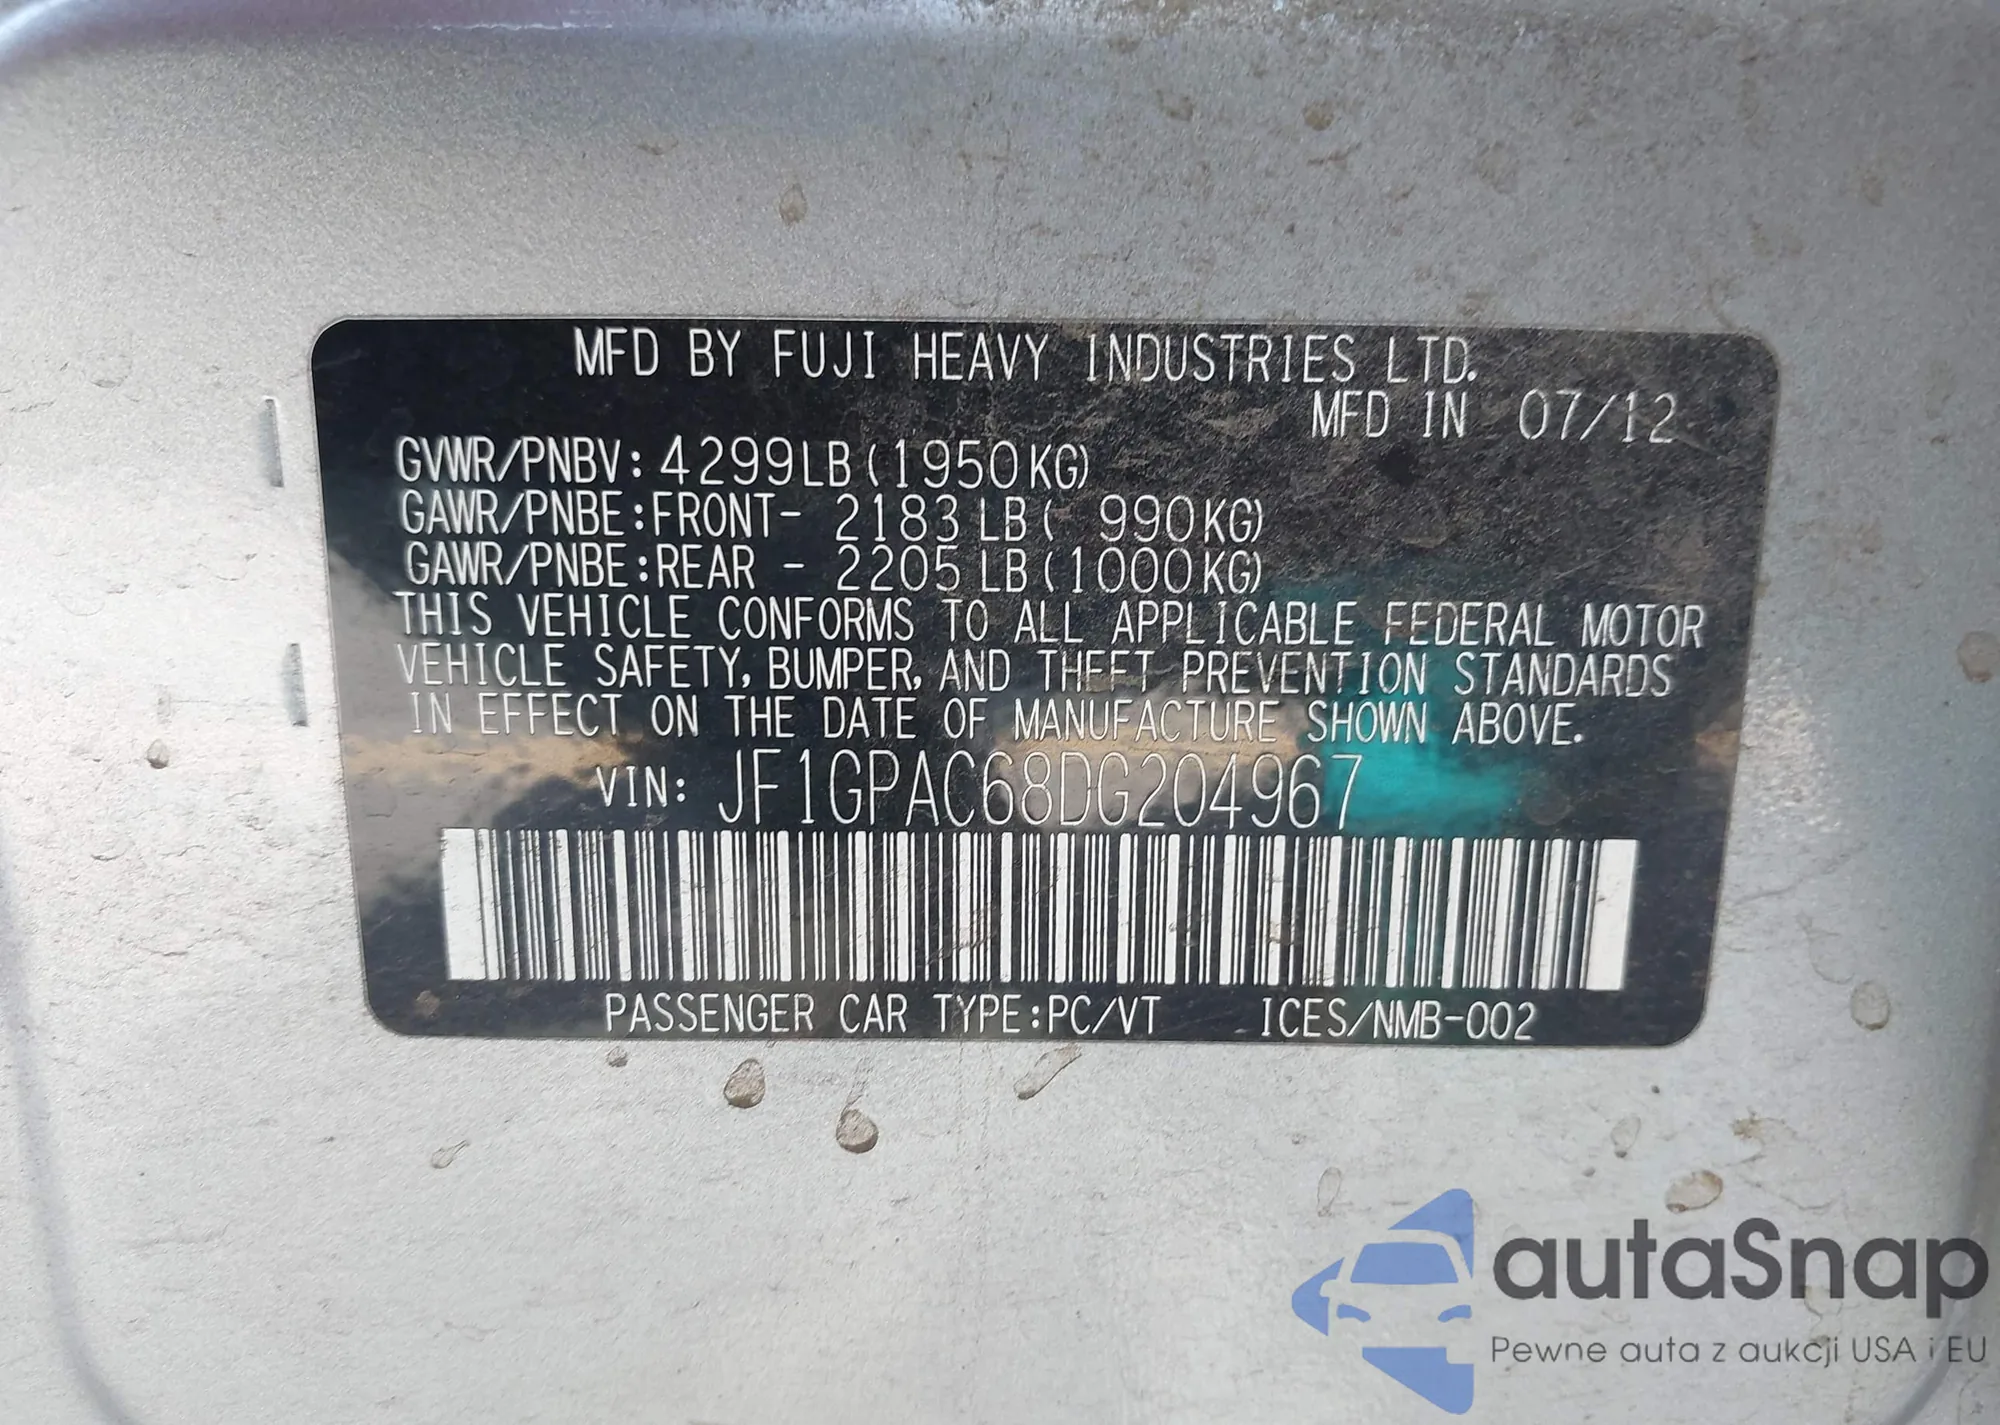 MFD BY FUJI HEAVY INDUSTRIES LTD.
MFD IN 07/12
GVWR/PNBV: 4299LB(1950KG)
GAWR/PNBE:FRONT- 2183LB( 990KG)
GAWR/PNBE:REAR - 2205LB(1000KG)
THIS VEHICLE CONFORMS TO ALL APPLICABLE FEDERAL MOTOR
VEHICLE SAFETY, BUMPER, AND THEFT PREVENTION STANDARDS
IN EFFECT ON THE DATE OF MANUFACTURE SHOWN ABOVE.
VIN: JF1GPAC68DG204967
PASSENGER CAR TYPE:PC/VT ICES/NMB-002
autaSnap
Pewne auta z aukcji USA i EU